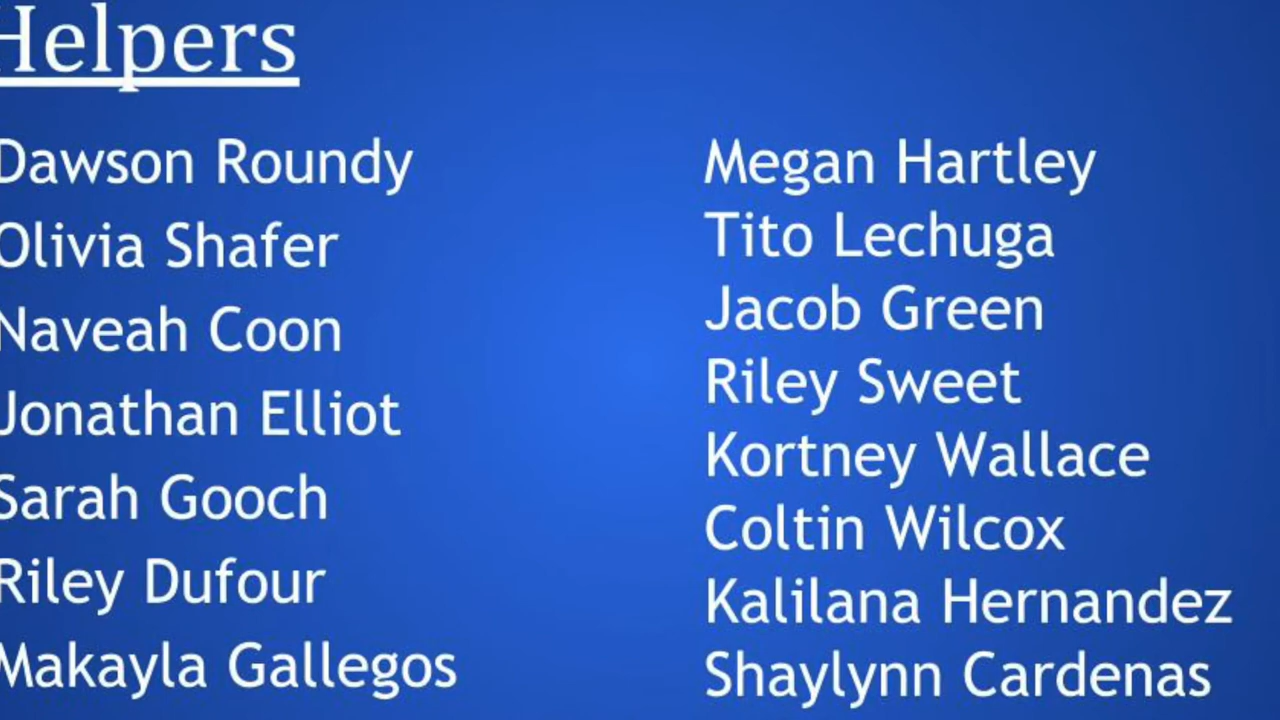 Helpers
Dawson Roundy
Olivia Shafer
Naveah Coon
Jonathan Elliot
Sarah Gooch
Riley Dufour
Makayla Gallegos
Megan Hartley
Tito Lechuga
Jacob Green
Riley Sweet
Kortney Wallace
Coltin Wilcox
Kalilana Hernandez
Shaylynn Cardenas